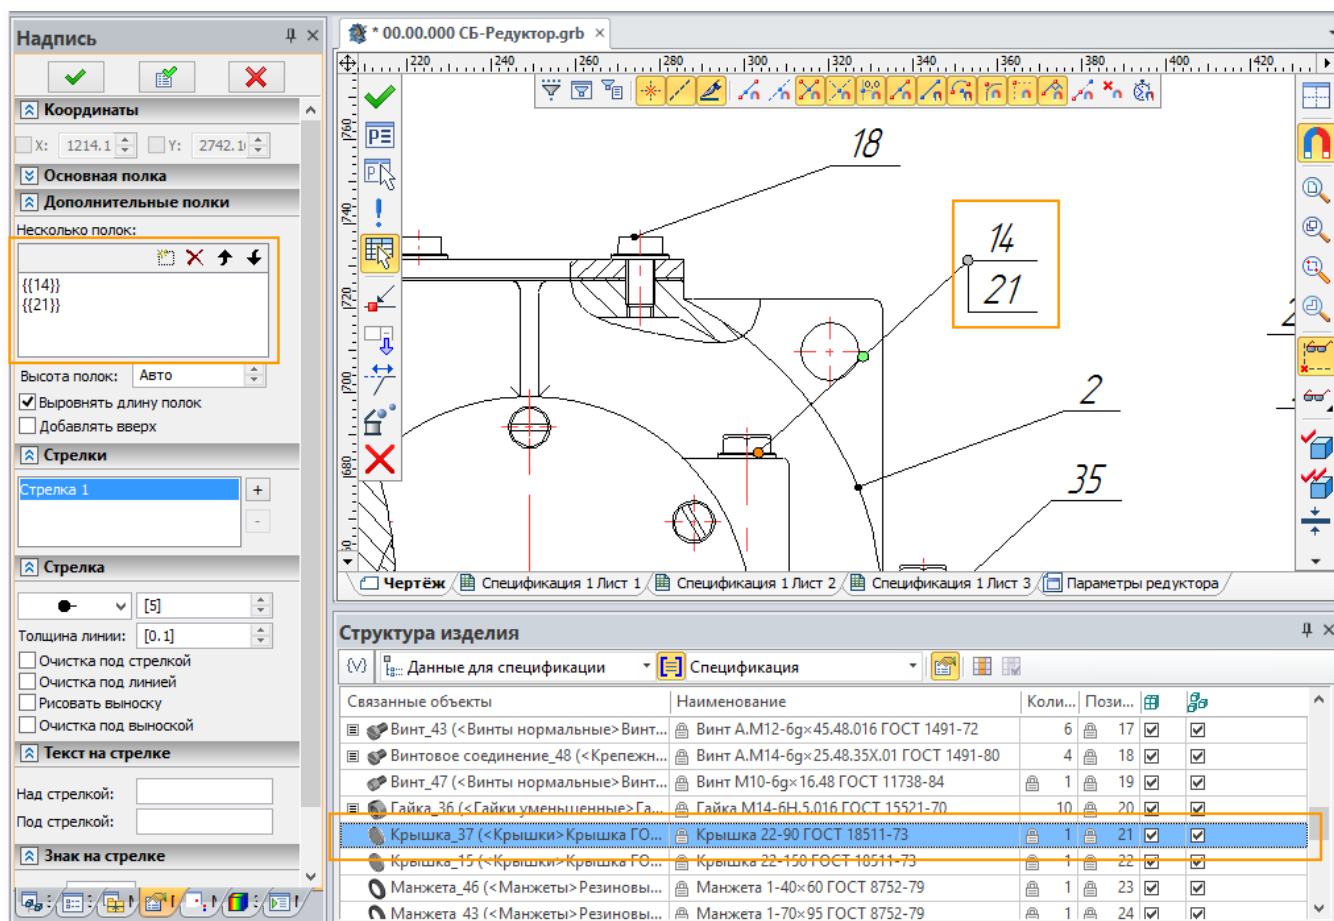 Надпись
* 00.00.000 СБ-Редуктор.grb
220 240 260 280 300 320 340 360 380 400 420
Координаты
X: 1214.1 Y: 2742.1
Основная полка
Дополнительные полки
Несколько полок:
{{14}}
{{21}}
Высота полок: Авто
Выровнять длину полок
Добавлять вверх
Стрелки
Стрелка 1
+
-
Стрелка
[5]
Толщина линии: [0.1]
Очистка под стрелкой
Очистка под линией
Рисовать выноску
Очистка под выноской
Текст на стрелке
Над стрелкой:
Под стрелкой:
Знак на стрелке
760
740
720
700
680
18
14
21
2
35
Чертёж Спецификация 1 Лист 1 Спецификация 1 Лист 2 Спецификация 1 Лист 3 Параметры редуктора
Структура изделия
{v} Данные для спецификации Спецификация
Связанные объекты Наименование Коли... Пози...
Винт_43 (<Винты нормальные>Винт... Винт А.М12-6g×45.48.016 ГОСТ 1491-72 6 17
Винтовое соединение_48 (<Крепежн... Винт А.М14-6g×25.48.35Х.01 ГОСТ 1491-80 4 18
Винт_47 (<Винты нормальные>Винт... Винт М10-6g×16.48 ГОСТ 11738-84 1 19
Гайка_36 (<Гайки уменьшенные>Га... Гайка М14-6Н.5.016 ГОСТ 15521-70 10 20
Крышка_37 (<Крышки>Крышка ГО... Крышка 22-90 ГОСТ 18511-73 1 21
Крышка_15 (<Крышки>Крышка ГО... Крышка 22-150 ГОСТ 18511-73 1 22
Манжета_46 (<Манжеты>Резиновы... Манжета 1-40×60 ГОСТ 8752-79 1 23
Манжета_43 (<Манжеты>Резиновы... Манжета 1-70×95 ГОСТ 8752-79 1 24